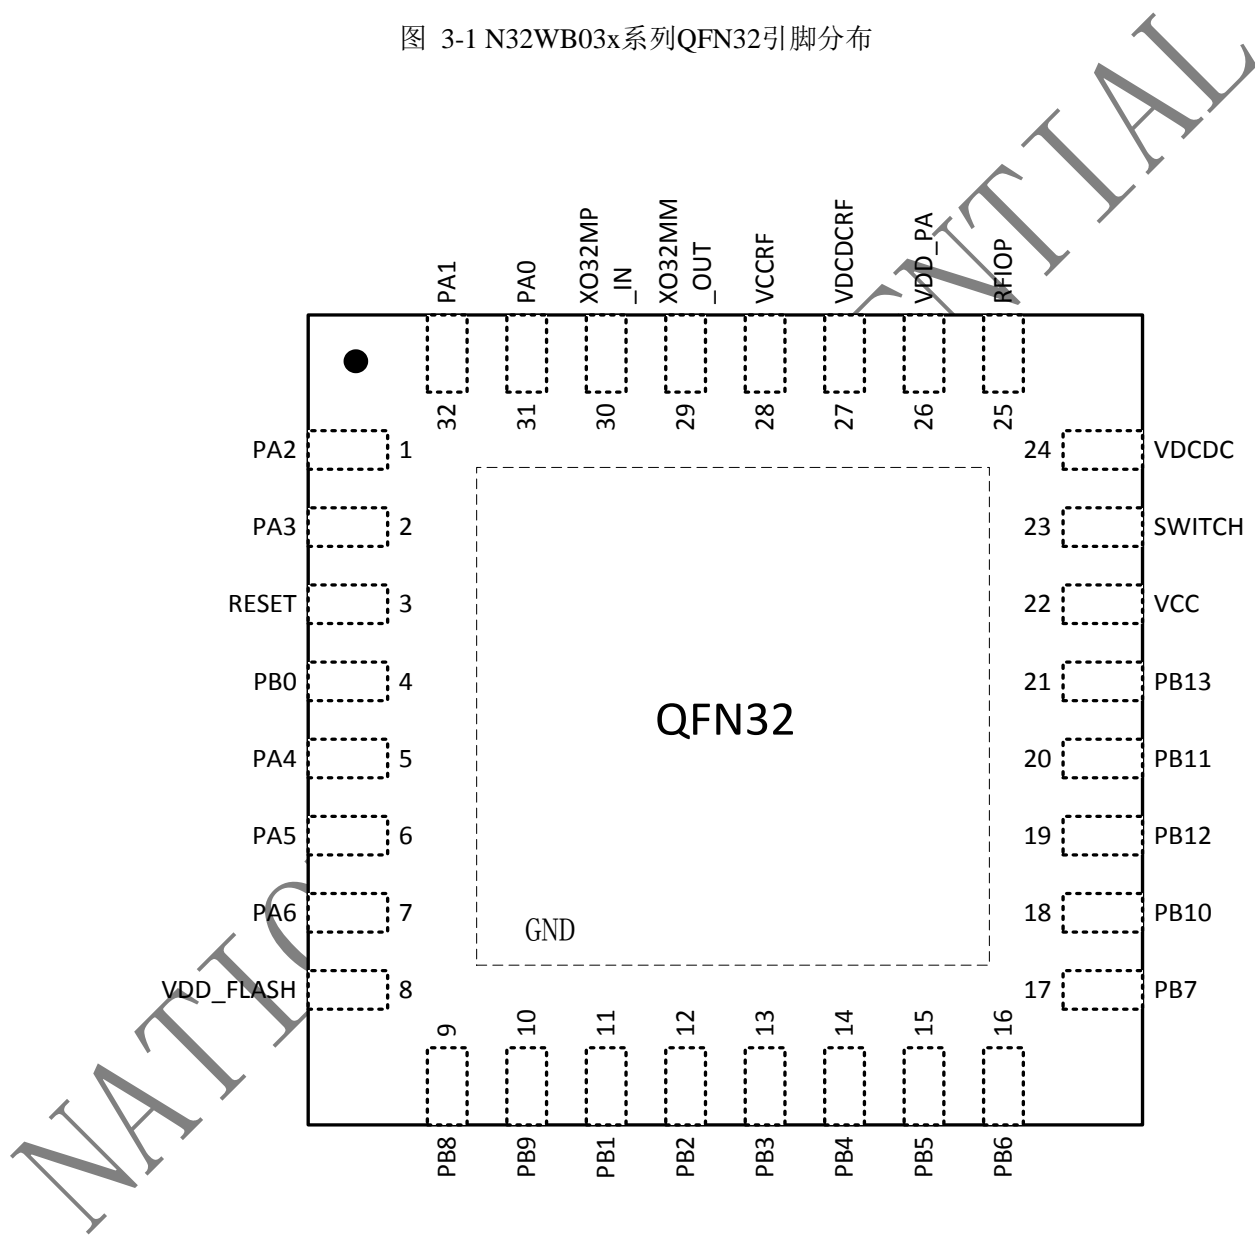 图 3-1 N32WB03x系列QFN32引脚分布
PA1
PA0
XO32MP
_IN
XO32MM
_OUT
VCCRF
VDCDCRF
VDD_PA
RFIOP
32
31
30
29
28
27
26
25
PA2 1
PA3 2
RESET 3
PB0 4
PA4 5
PA5 6
PA6 7
VDD_FLASH 8
24 VDCDC
23 SWITCH
22 VCC
21 PB13
20 PB11
19 PB12
18 PB10
17 PB7
QFN32
GND
9
10
11
12
13
14
15
16
PB8
PB9
PB1
PB2
PB3
PB4
PB5
PB6